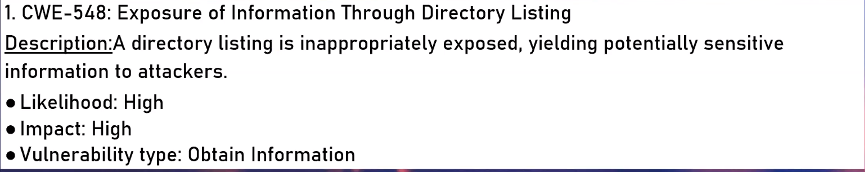 1. CWE-548: Exposure of Information Through Directory Listing
Description:A directory listing is inappropriately exposed, yielding potentially sensitive
information to attackers.
● Likelihood: High
● Impact: High
● Vulnerability type: Obtain Information